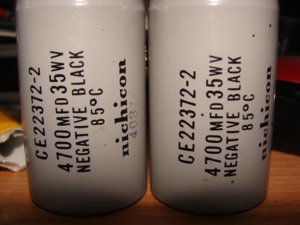 CE22372-2
4700MFD35WV
NEGATIVE BLACK
85°C
nichicon
CE22372-2
4700MFD35WV
NEGATIVE BLACK
85°C
nichicon